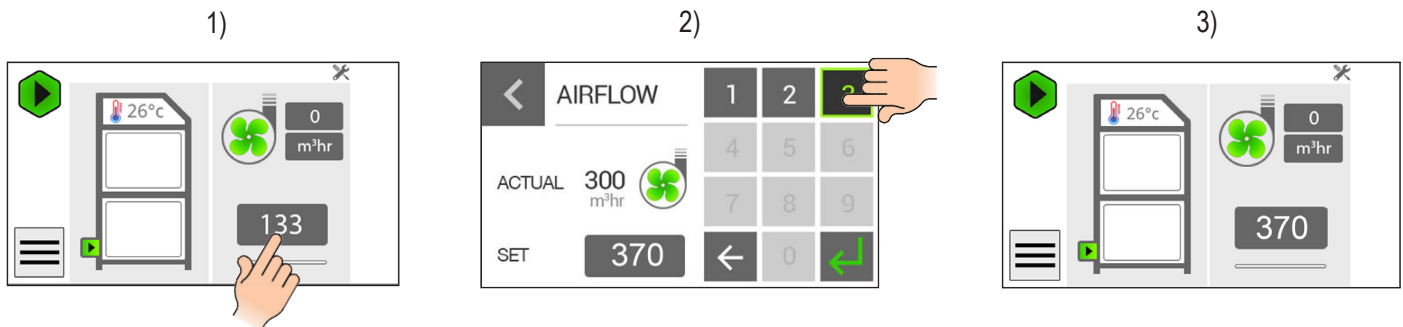 1)
26°c
0
m³hr
133
2)
AIRFLOW
1 2 3
4 5 6
ACTUAL 300
m³hr
7 8 9
SET 370
0
3)
26°c
0
m³hr
370